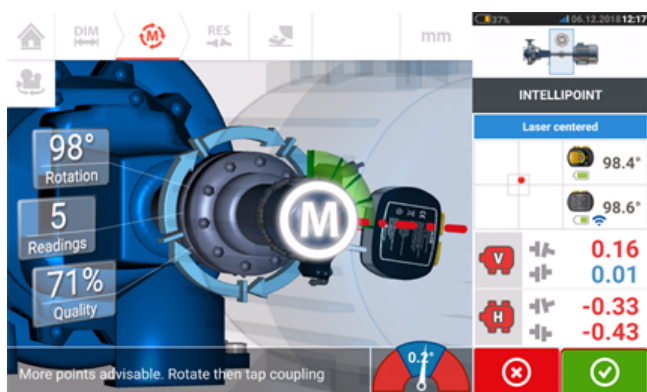 37% 06.12.2018 12:17
DIM
M
RES
mm
INTELLIPOINT
Laser centered
98°
Rotation
5
Readings
71%
Quality
M
98.4°
98.6°
V 0.16
0.01
H -0.33
-0.43
0.2°
More points advisable. Rotate then tap coupling